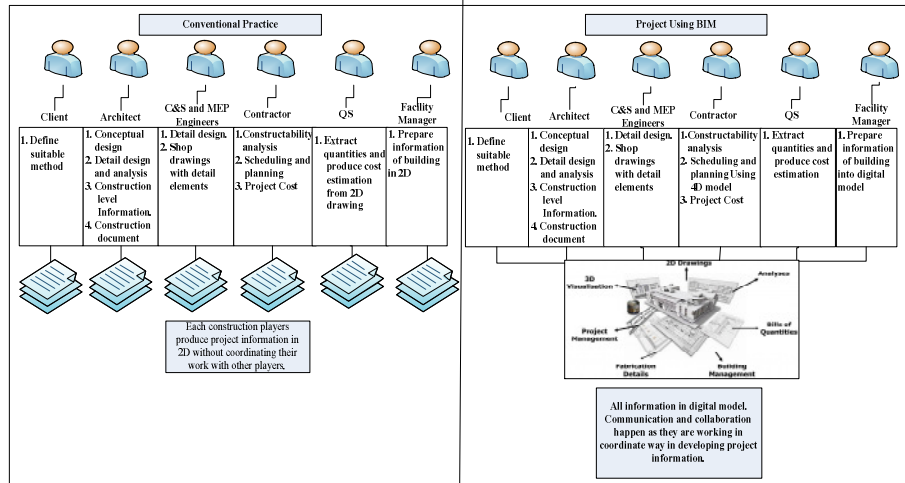 Conventional Practice
Client
Architect
C&S and MEP
Engineers
Contractor
QS
Facility
Manager
1. Define
suitable
method
1. Conceptual
design
2. Detail design
and analysis
3. Construction
level
Information.
4. Construction
document
1. Detail design.
2. Shop
drawings
with detail
elements
1.Constructability
analysis
2. Scheduling and
planning
3. Project Cost
1. Extract
quantities and
produce cost
estimation
from 2D
drawing
1. Prepare
information
of building
in 2D
Each construction players
produce project information in
2D without coordinating their
work with other players.
Project Using BIM
Client
Architect
C&S and MEP
Engineers
Contractor
QS
Facility
Manager
1. Define
suitable
method
1. Conceptual
design
2. Detail design
and analysis
3. Construction
level
Information.
4. Construction
document
1. Detail design.
2. Shop
drawings
with detail
elements
1.Constructability
analysis
2. Scheduling and
planning Using
4D model
3. Project Cost
1. Extract
quantities and
produce cost
estimation
1. Prepare
information
of building
into digital
model
2D Drawings
3D
Visualisation
Analyses
Project
Management
Bills of
Quantities
Fabrication
Details
Building
Management
All information in digital model.
Communication and collaboration
happen as they are working in
coordinate way in developing project
information.